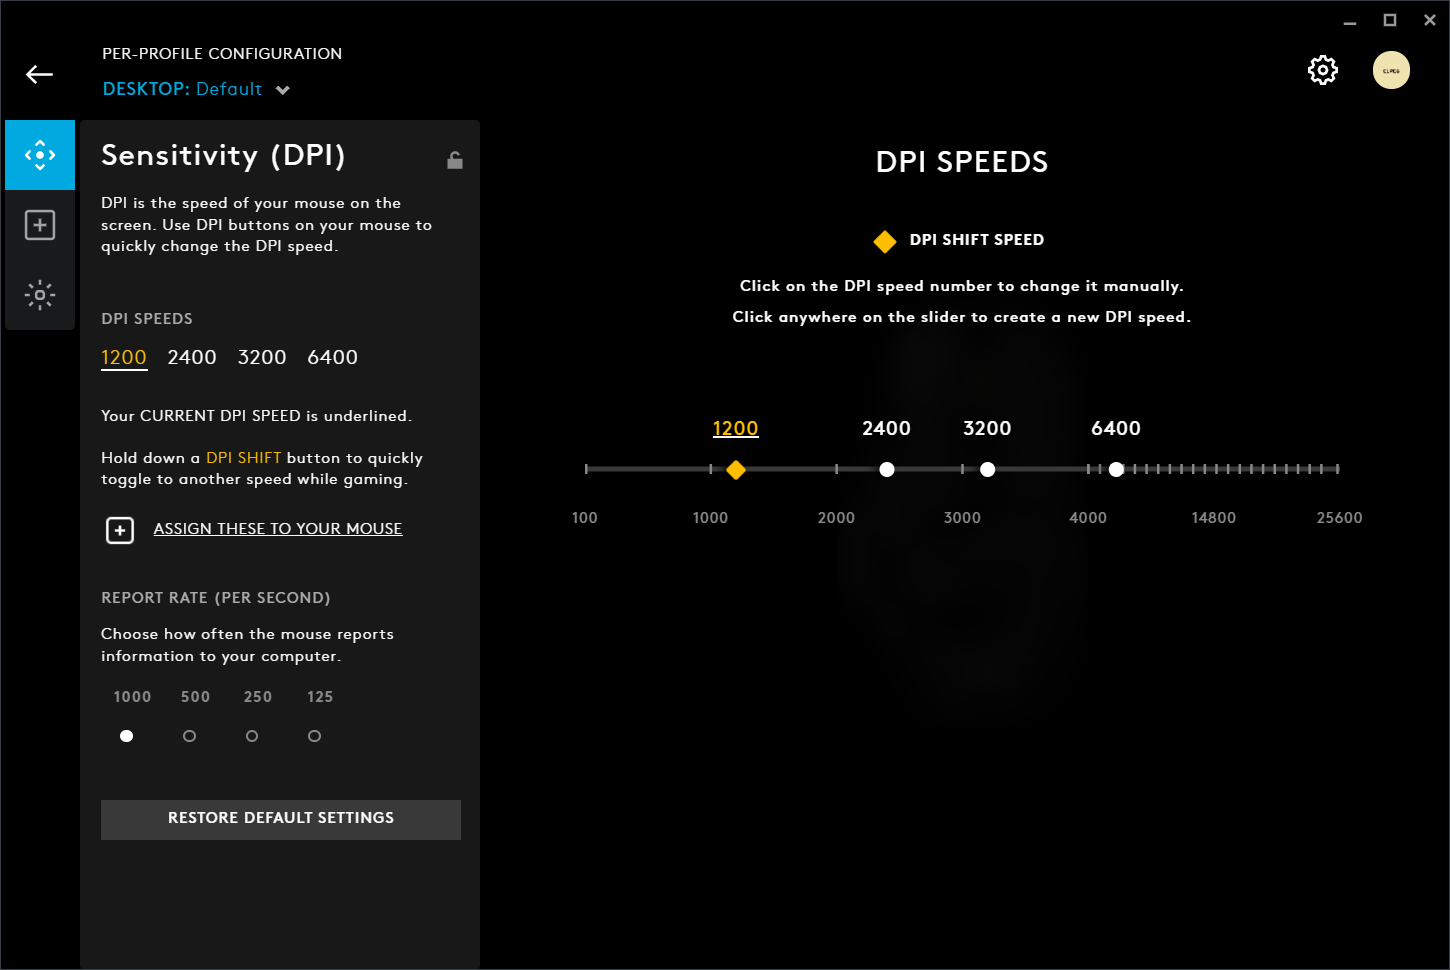 PER-PROFILE CONFIGURATION
DESKTOP: Default
Sensitivity (DPI)
DPI is the speed of your mouse on the
screen. Use DPI buttons on your mouse to
quickly change the DPI speed.
DPI SPEEDS
1200 2400 3200 6400
Your CURRENT DPI SPEED is underlined.
Hold down a DPI SHIFT button to quickly
toggle to another speed while gaming.
ASSIGN THESE TO YOUR MOUSE
REPORT RATE (PER SECOND)
Choose how often the mouse reports
information to your computer.
1000 500 250 125
RESTORE DEFAULT SETTINGS
DPI SPEEDS
DPI SHIFT SPEED
Click on the DPI speed number to change it manually.
Click anywhere on the slider to create a new DPI speed.
1200 2400 3200 6400
100 1000 2000 3000 4000 14800 25600